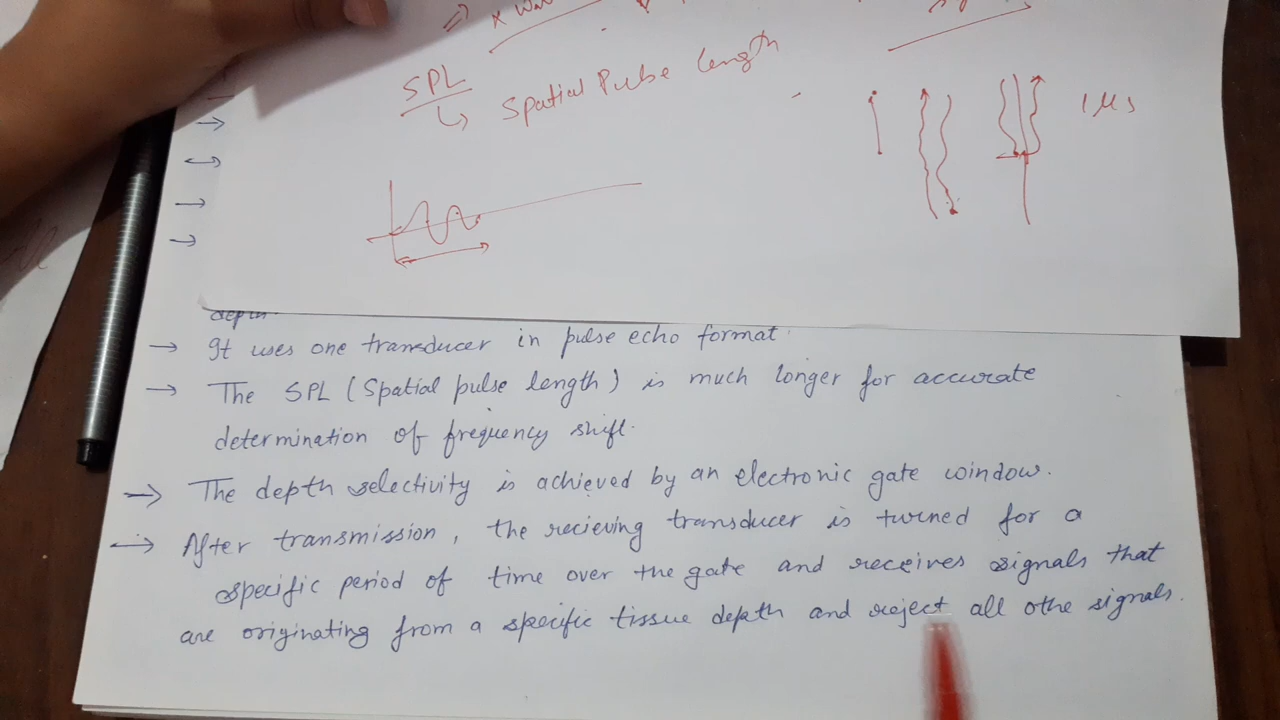 SPL
Spatial Pulse length
1 μs
depth.
It uses one transducer in pulse echo format.
The SPL (Spatial pulse length) is much longer for accurate
determination of frequency shift.
The depth selectivity is achieved by an electronic gate window.
After transmission, the recieving transducer is turned for a
specific period of time over the gate and receives signals that
are originating from a specific tissue depth and reject all othe signals.